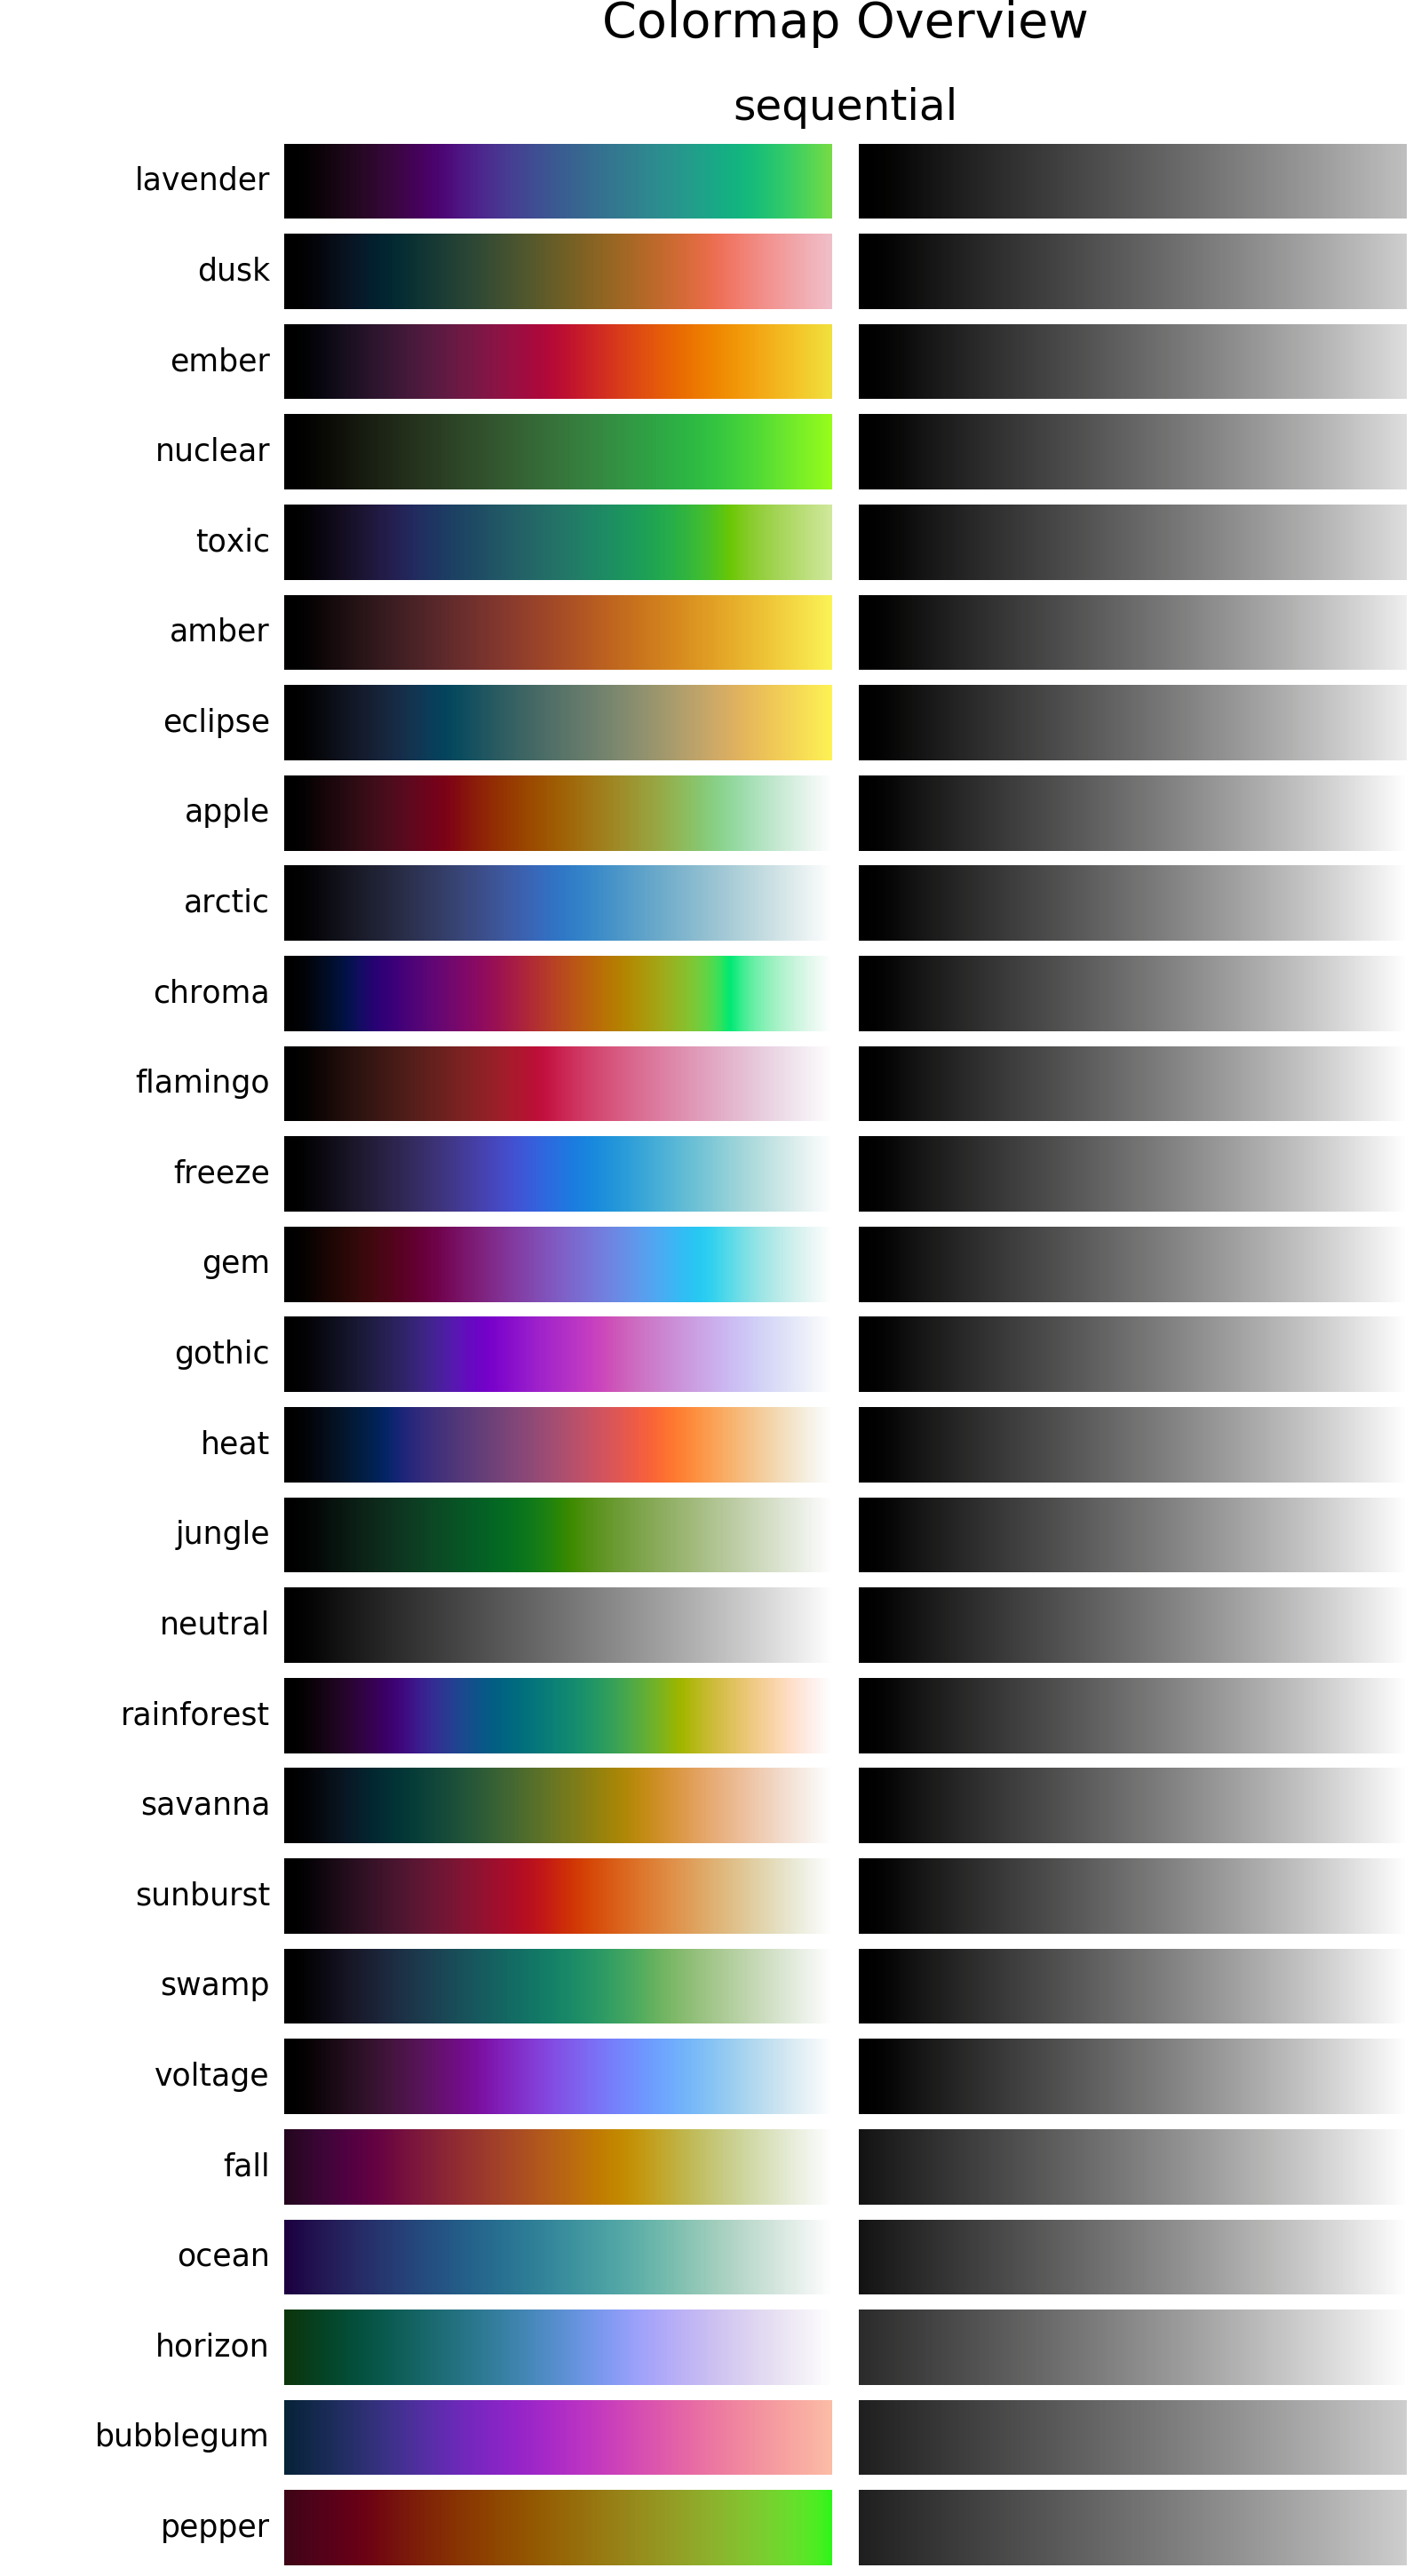 Colormap Overview
sequential
lavender
dusk
ember
nuclear
toxic
amber
eclipse
apple
arctic
chroma
flamingo
freeze
gem
gothic
heat
jungle
neutral
rainforest
savanna
sunburst
swamp
voltage
fall
ocean
horizon
bubblegum
pepper